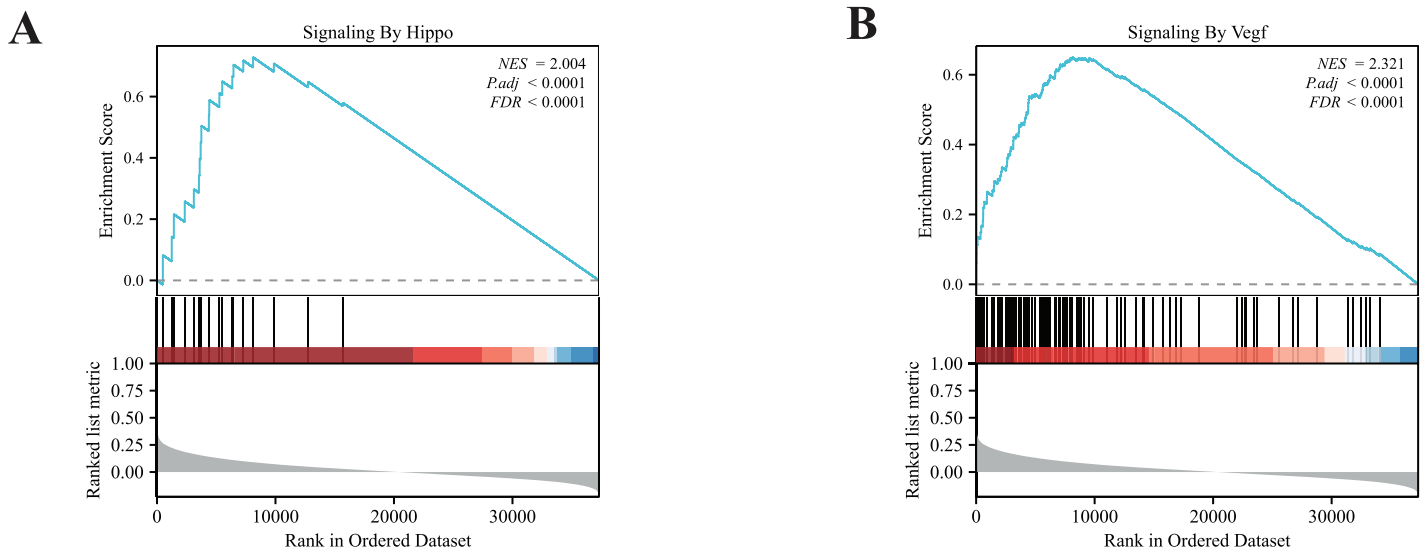 A
Signaling By Hippo
NES = 2.004
P.adj < 0.0001
FDR < 0.0001
Enrichment Score
0.6
0.4
0.2
0.0
Ranked list metric
1.00
0.75
0.50
0.25
0.00
0 10000 20000 30000
Rank in Ordered Dataset
B
Signaling By Vegf
NES = 2.321
P.adj < 0.0001
FDR < 0.0001
Enrichment Score
0.6
0.4
0.2
0.0
Ranked list metric
1.00
0.75
0.50
0.25
0.00
0 10000 20000 30000
Rank in Ordered Dataset